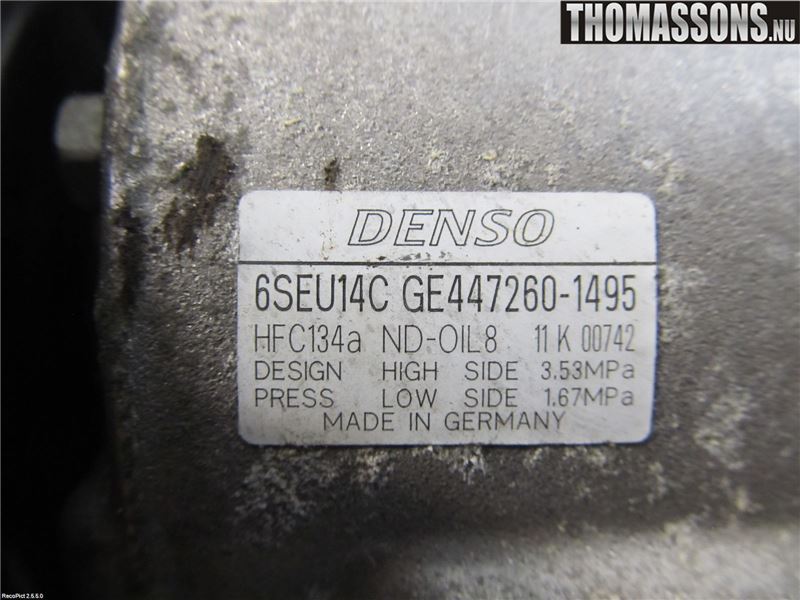 THOMASSONS.NU
DENSO
6SEU14C GE447260-1495
HFC134a ND-OIL8 11 K 00742
DESIGN HIGH SIDE 3.53MPa
PRESS LOW SIDE 1.67MPa
MADE IN GERMANY
RecoPict 2.5.5.0